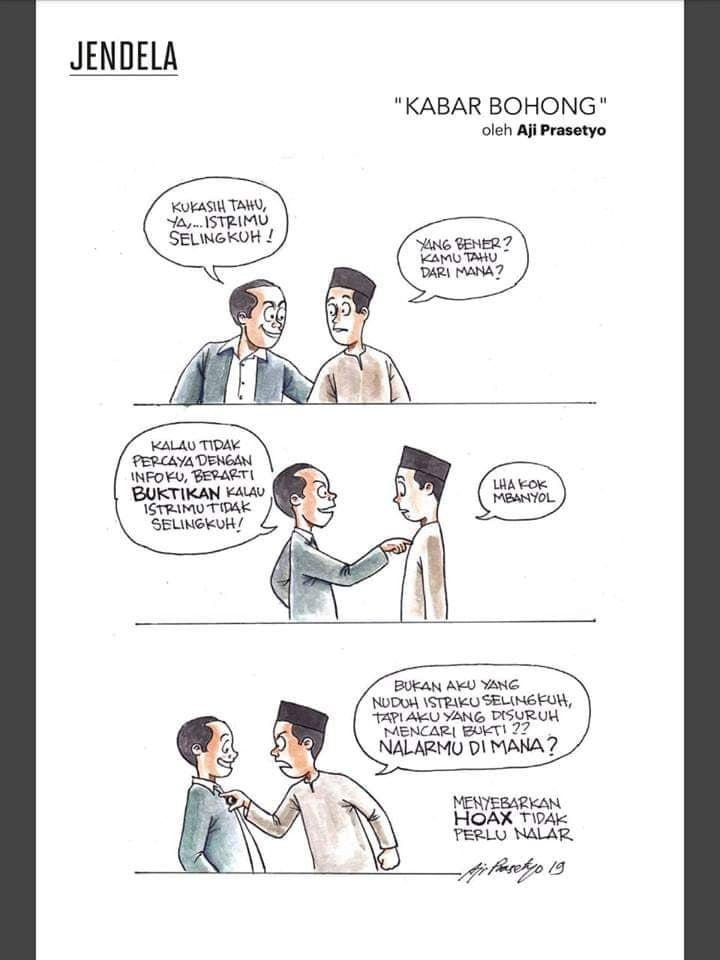 JENDELA
"KABAR BOHONG"
oleh Aji Prasetyo
KUKASIH TAHU,
YA,...ISTRIMU
SELINGKUH!
YANG BENER?
KAMU TAHU
DARI MANA?
KALAU TIDAK
PERCAYA DENGAN
INFOKU, BERARTI
BUKTIKAN KALAU
ISTRIMU TIDAK
SELINGKUH!
LHA KOK
MBANYOL
BUKAN AKU YANG
NUDUH ISTRIKU SELINGKUH,
TAPI AKU YANG DISURUH
MENCARI BUKTI??
NALARMU DI MANA?
MENYEBARKAN
HOAX TIDAK
PERLU NALAR
Aji Prasetyo 19